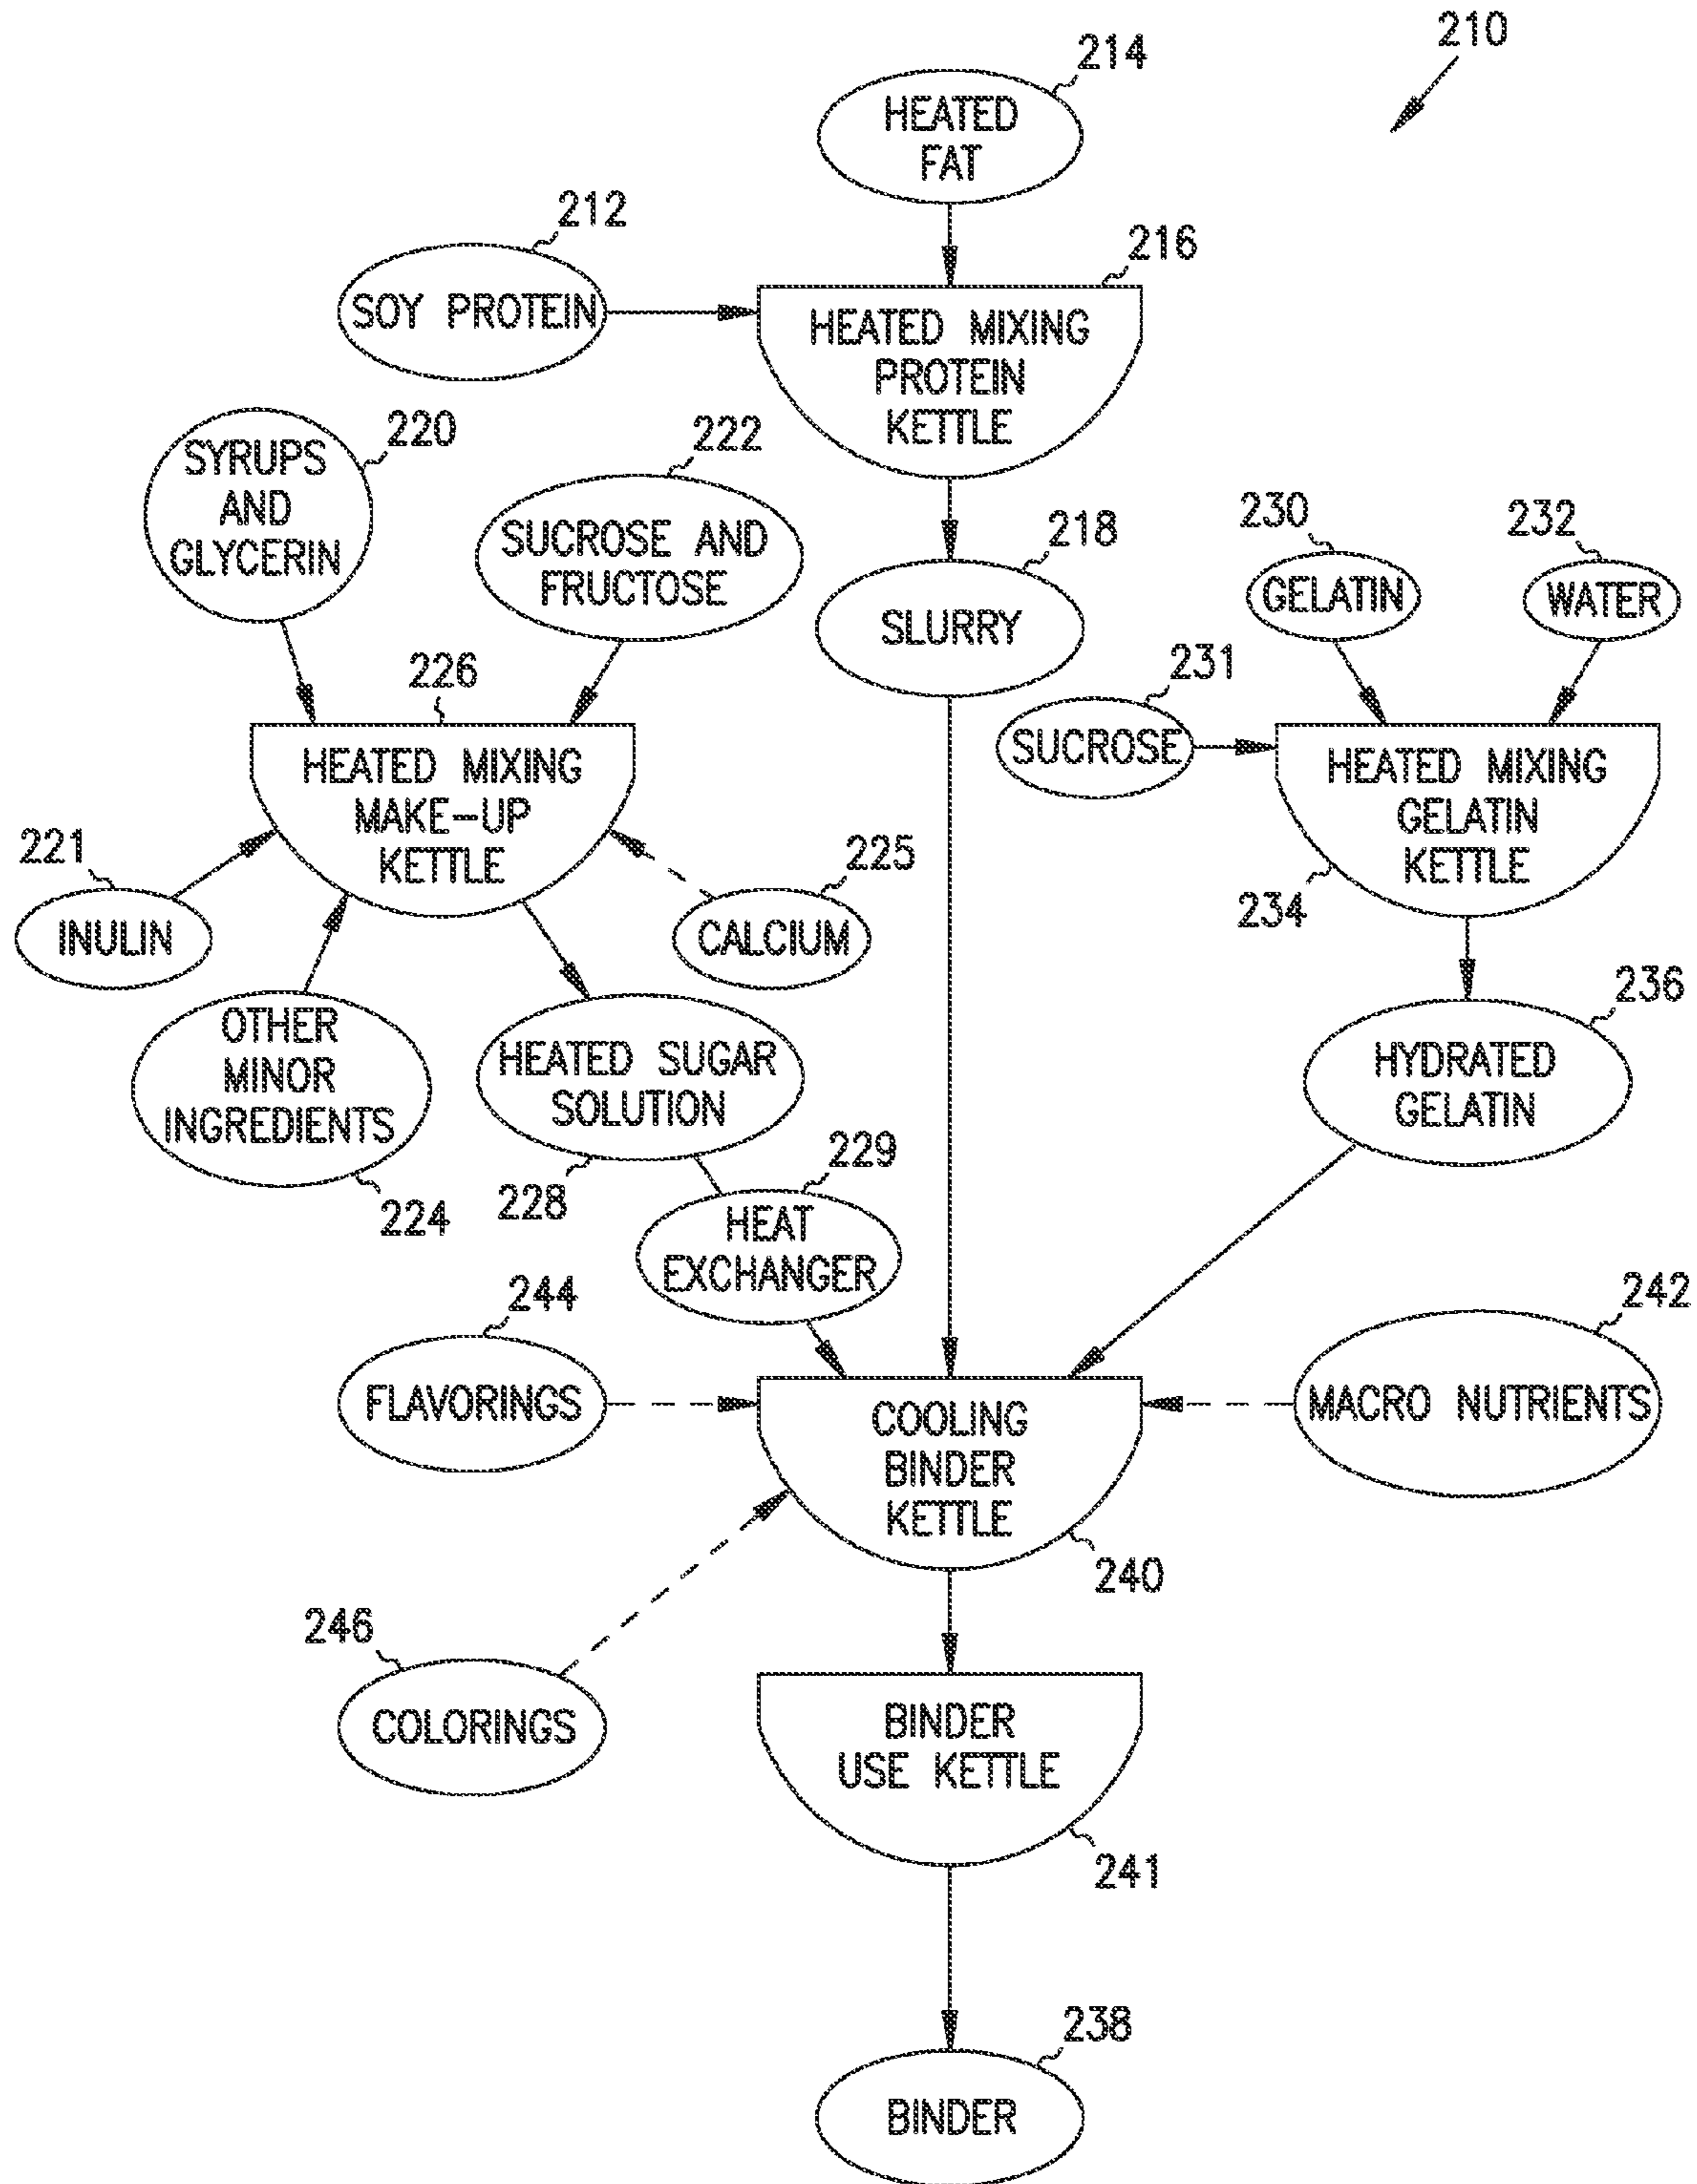 210
214
HEATED
FAT
212
SOY PROTEIN
216
HEATED MIXING
PROTEIN
KETTLE
220
SYRUPS
AND
GLYCERIN
222
SUCROSE AND
FRUCTOSE
218
SLURRY
230
GELATIN
232
WATER
231
SUCROSE
226
HEATED MIXING
MAKE-UP
KETTLE
HEATED MIXING
GELATIN
KETTLE
234
221
INULIN
225
CALCIUM
OTHER
MINOR
INGREDIENTS
224
HEATED SUGAR
SOLUTION
228
236
HYDRATED
GELATIN
229
HEAT
EXCHANGER
244
FLAVORINGS
242
MACRO NUTRIENTS
COOLING
BINDER
KETTLE
240
246
COLORINGS
BINDER
USE KETTLE
241
238
BINDER